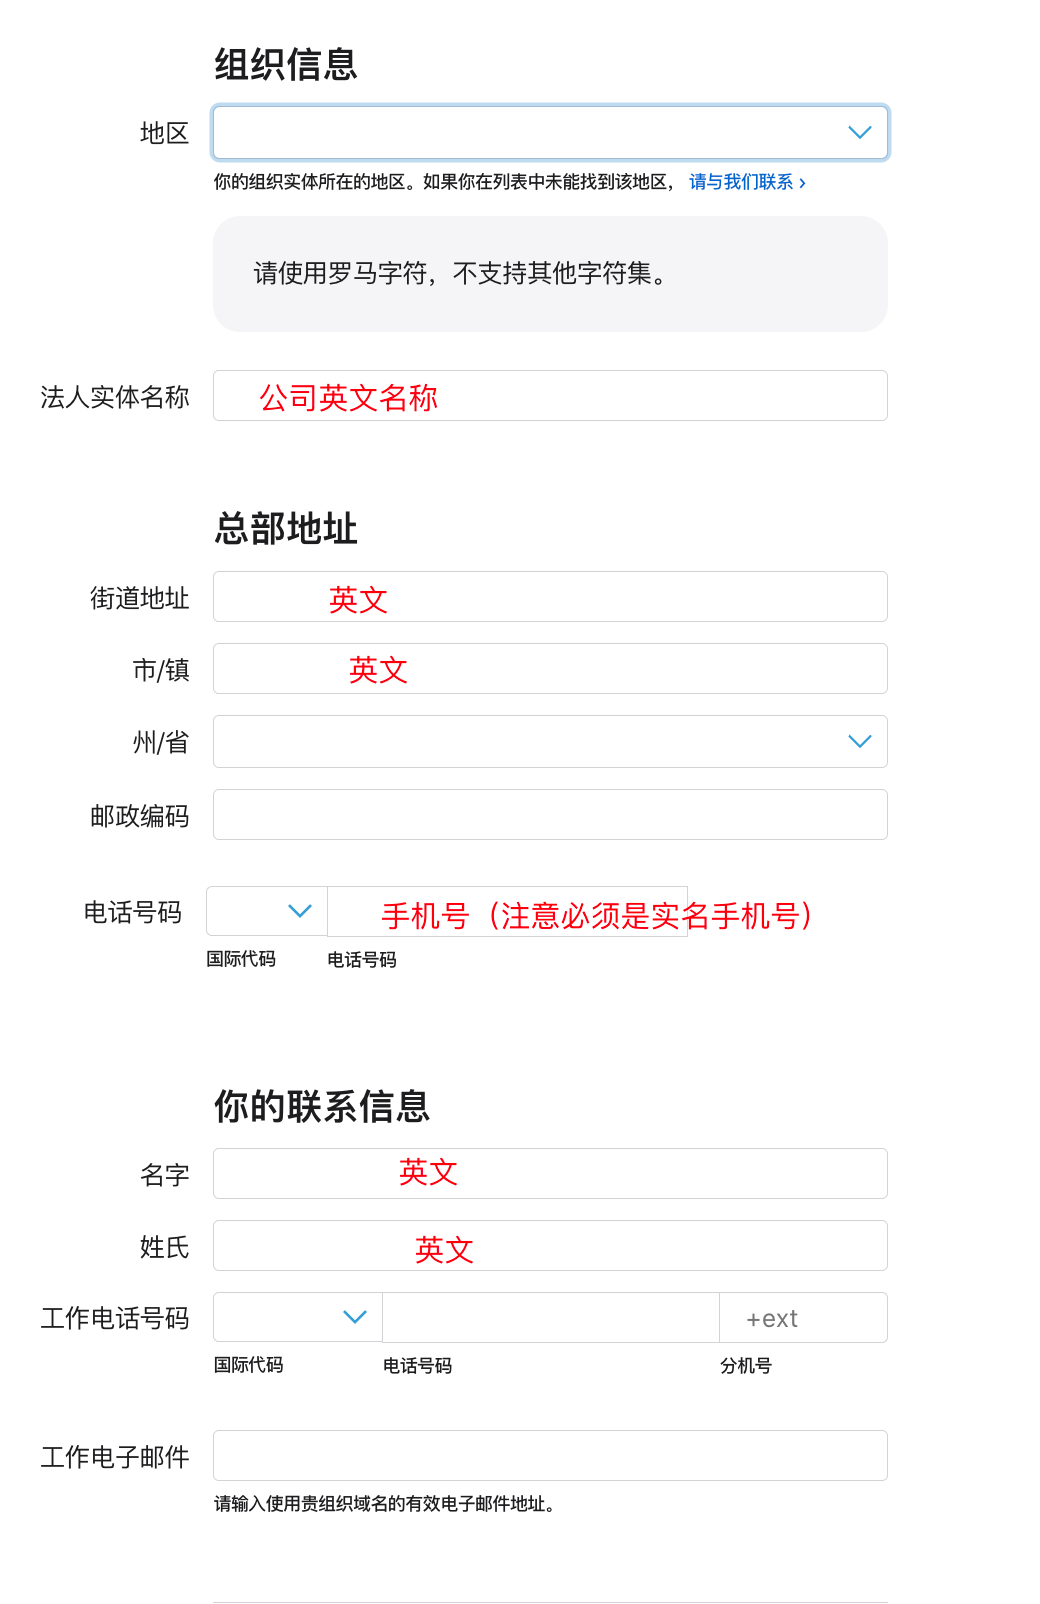 组织信息
地区
你的组织实体所在的地区。如果你在列表中未能找到该地区， 请与我们联系 ›
请使用罗马字符，不支持其他字符集。
法人实体名称 公司英文名称
总部地址
街道地址 英文
市/镇 英文
州/省
邮政编码
电话号码 手机号（注意必须是实名手机号）
国际代码 电话号码
你的联系信息
名字 英文
姓氏 英文
工作电话号码 +ext
国际代码 电话号码 分机号
工作电子邮件
请输入使用贵组织域名的有效电子邮件地址。